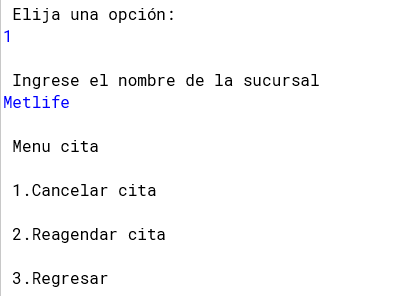 Elija una opción:
1
Ingrese el nombre de la sucursal
Metlife
Menu cita
1.Cancelar cita
2.Reagendar cita
3.Regresar